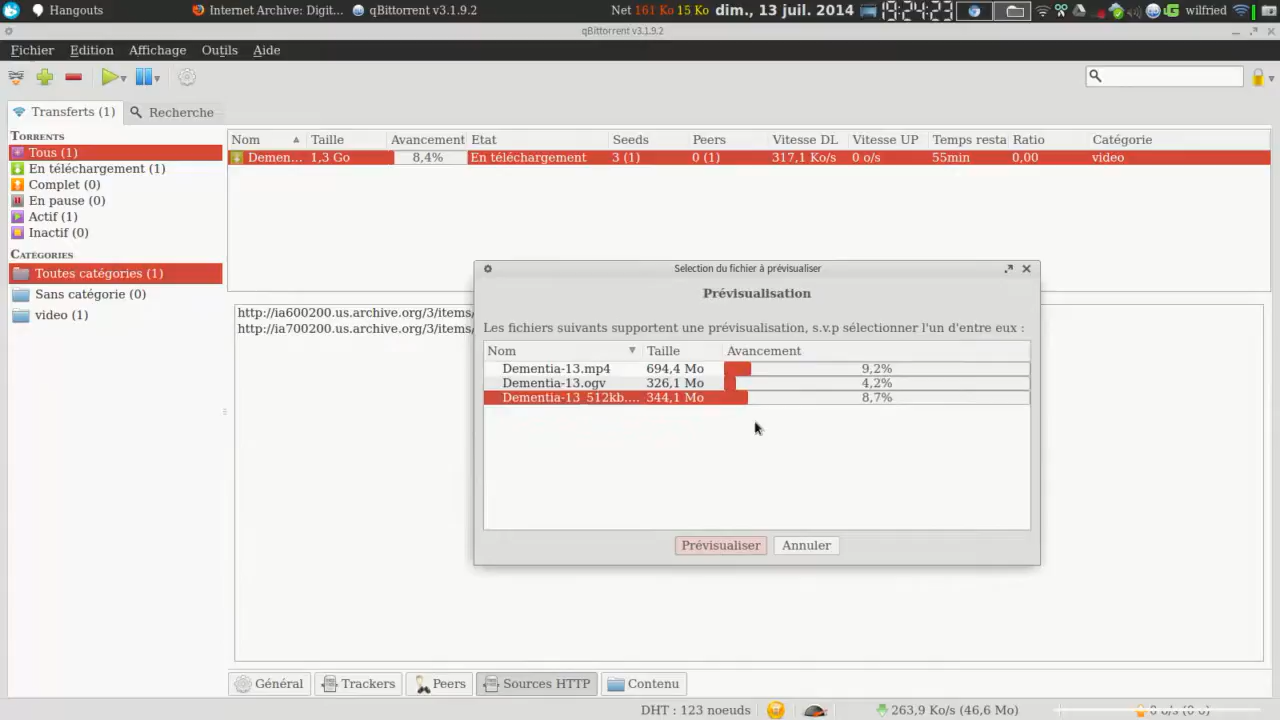 Hangouts
Internet Archive: Digit...
qBittorrent v3.1.9.2
Net 161 Ko 15 Ko
dim., 13 juil. 2014
19:24:23
wilfried
qBittorrent v3.1.9.2
Fichier Edition Affichage Outils Aide
Transferts (1) Recherche
TORRENTS
Tous (1)
En téléchargement (1)
Complet (0)
En pause (0)
Actif (1)
Inactif (0)
CATÉGORIES
Toutes catégories (1)
Sans catégorie (0)
video (1)
Nom Taille Avancement Etat Seeds Peers Vitesse DL Vitesse UP Temps resta Ratio Catégorie
Demen... 1,3 Go 8,4% En téléchargement 3 (1) 0 (1) 317,1 Ko/s 0 o/s 55min 0,00 video
http://ia600200.us.archive.org/3/items/
http://ia700200.us.archive.org/3/items/
Selection du fichier à prévisualiser
Prévisualisation
Les fichiers suivants supportent une prévisualisation, s.v.p sélectionner l'un d'entre eux :
Nom Taille Avancement
Dementia-13.mp4 694,4 Mo 9,2%
Dementia-13.ogv 326,1 Mo 4,2%
Dementia-13_512kb.... 344,1 Mo 8,7%
Prévisualiser Annuler
Général Trackers Peers Sources HTTP Contenu
DHT : 123 noeuds 263,9 Ko/s (46,6 Mo) 0 o/s (0 o)